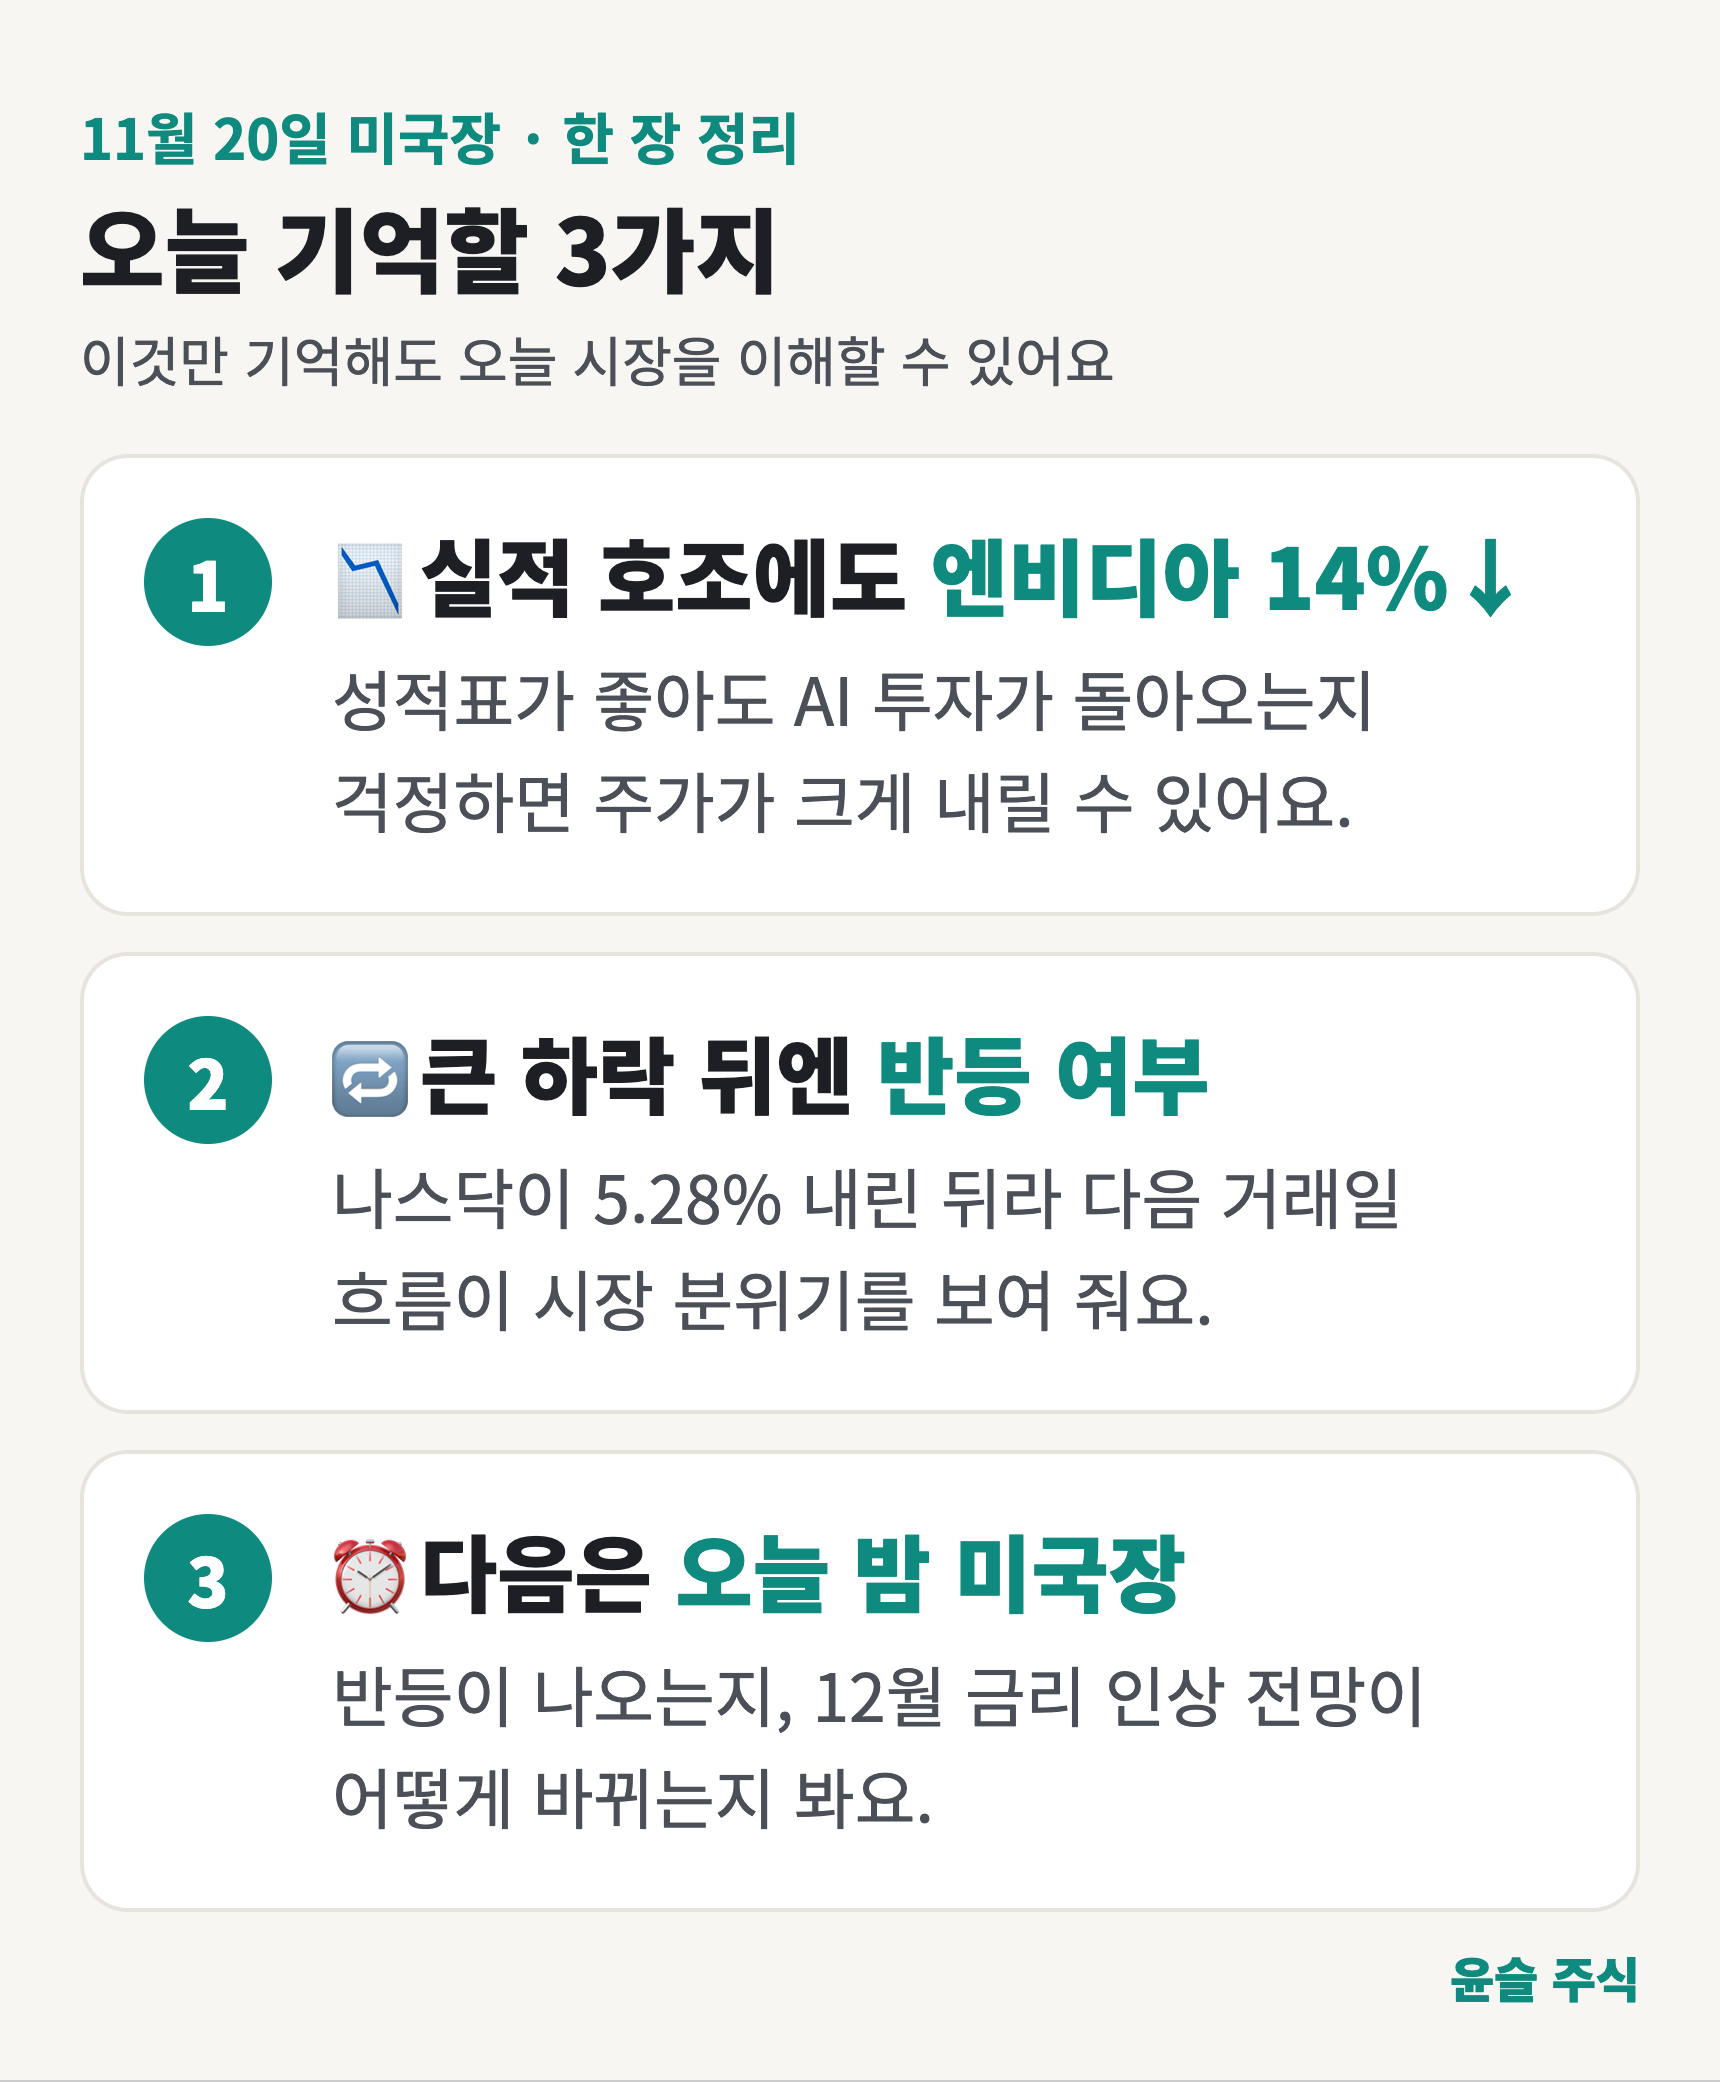 11월 20일 미국장 · 한 장 정리
오늘 기억할 3가지
이것만 기억해도 오늘 시장을 이해할 수 있어요
1
📉 실적 호조에도 엔비디아 14%↓
성적표가 좋아도 AI 투자가 돌아오는지
걱정하면 주가가 크게 내릴 수 있어요.
2
🔁 큰 하락 뒤엔 반등 여부
나스닥이 5.28% 내린 뒤라 다음 거래일
흐름이 시장 분위기를 보여 줘요.
3
⏰ 다음은 오늘 밤 미국장
반등이 나오는지, 12월 금리 인상 전망이
어떻게 바뀌는지 봐요.
윤슬 주식